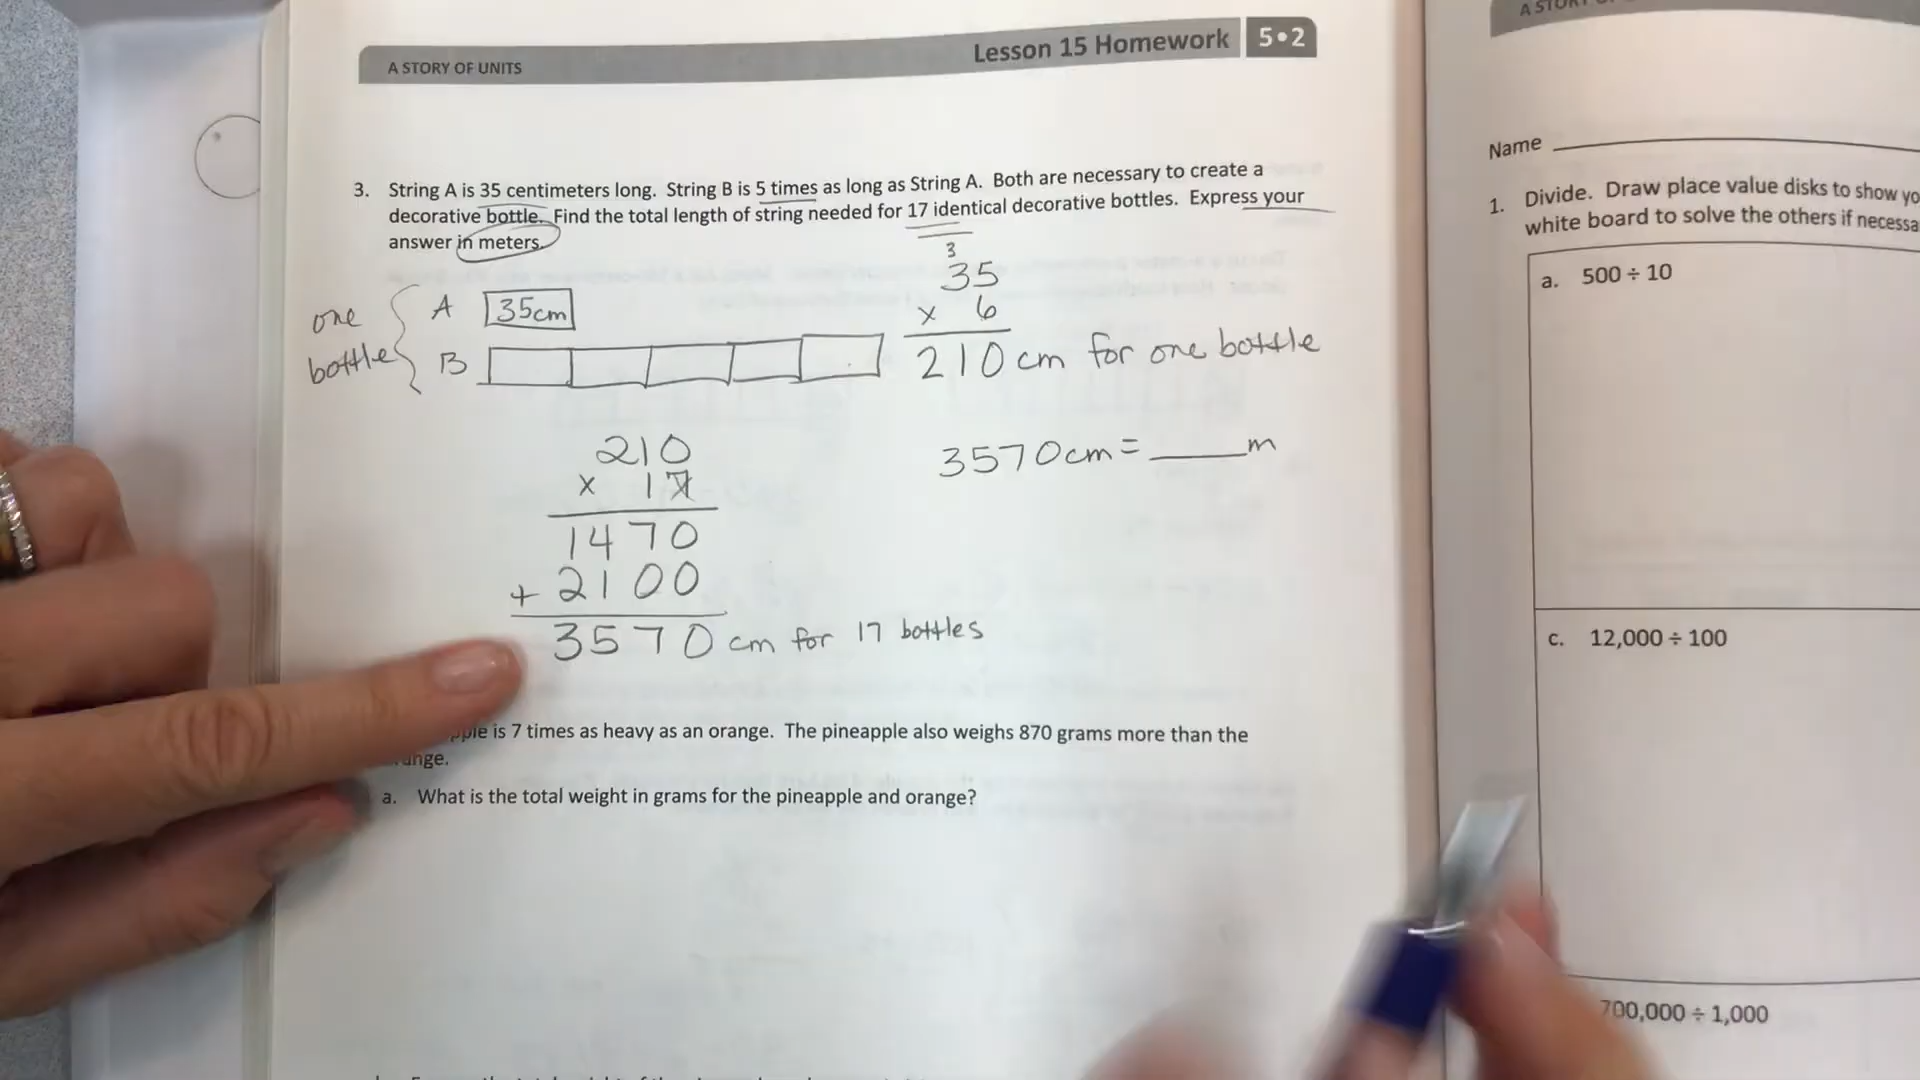 A STORY OF UNITS
Lesson 15 Homework 5•2
3. String A is 35 centimeters long. String B is 5 times as long as String A. Both are necessary to create a
decorative bottle. Find the total length of string needed for 17 identical decorative bottles. Express your
answer in meters.
3
35
x 6
210cm for one bottle
one
bottle
A 35cm
B
210
x 17
1470
+ 2100
3570 cm for 17 bottles
3570cm = ____m
is 7 times as heavy as an orange. The pineapple also weighs 870 grams more than the
a. What is the total weight in grams for the pineapple and orange?
A STORY
Name
1. Divide. Draw place value disks to show
white board to solve the others if
a. 500 ÷ 10
c. 12,000 ÷ 100
700,000 ÷ 1,000